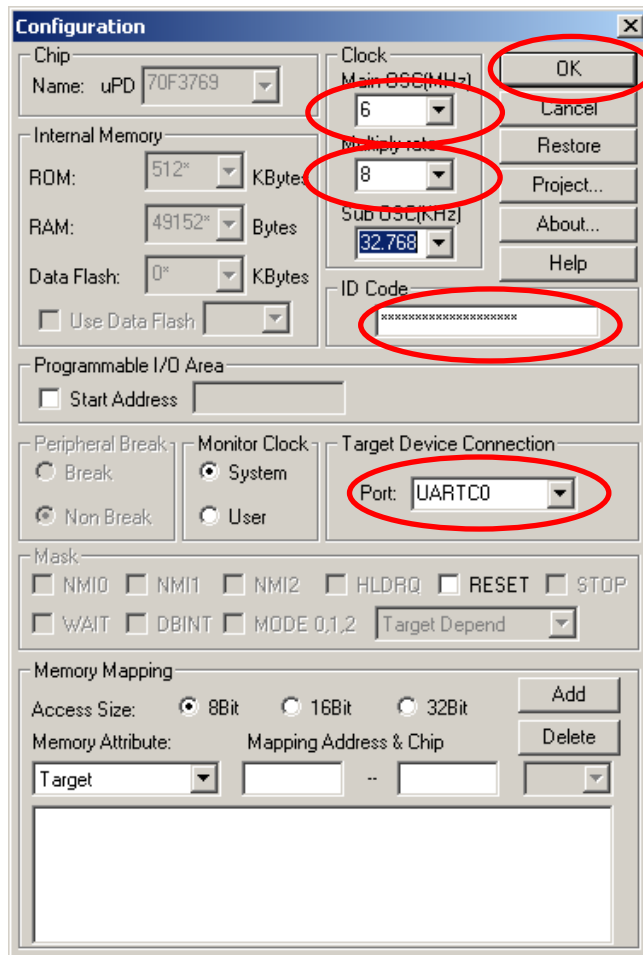 Configuration
Chip
Name: uPD 70F3769
Clock
Main OSC(MHz)
6
Multiply rate
8
Sub OSC(KHz)
32.768
OK
Cancel
Restore
Project...
About...
Help
Internal Memory
ROM: 512* KBytes
RAM: 49152* Bytes
Data Flash: 0* KBytes
Use Data Flash
ID Code
********************
Programmable I/O Area
Start Address
Peripheral Break
Break
Non Break
Monitor Clock
System
User
Target Device Connection
Port: UARTC0
Mask
NMI0 NMI1 NMI2 HLDRQ RESET STOP
WAIT DBINT MODE 0,1,2 Target Depend
Memory Mapping
Access Size: 8Bit 16Bit 32Bit
Add
Memory Attribute: Mapping Address & Chip
Delete
Target --